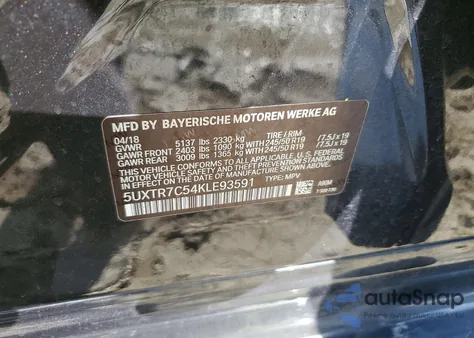 MFD BY BAYERISCHE MOTOREN WERKE AG
04/18 TIRE / RIM
GVWR 5137 lbs 2330 kg
GAWR FRONT 2403 lbs 1090 kg WITH 245/50 R19 /7.5J x 19
GAWR REAR 3009 lbs 1365 kg WITH 245/50 R19 /7.5J x 19
THIS VEHICLE CONFORMS TO ALL APPLICABLE U.S. FEDERAL
MOTOR VEHICLE SAFETY
STANDARDS IN EFFECT ON THE DATE OF MANUFACTURE SHOWN ABOVE.
5UXTR7C54KLE93591 TYPE: MPV
autoSnap